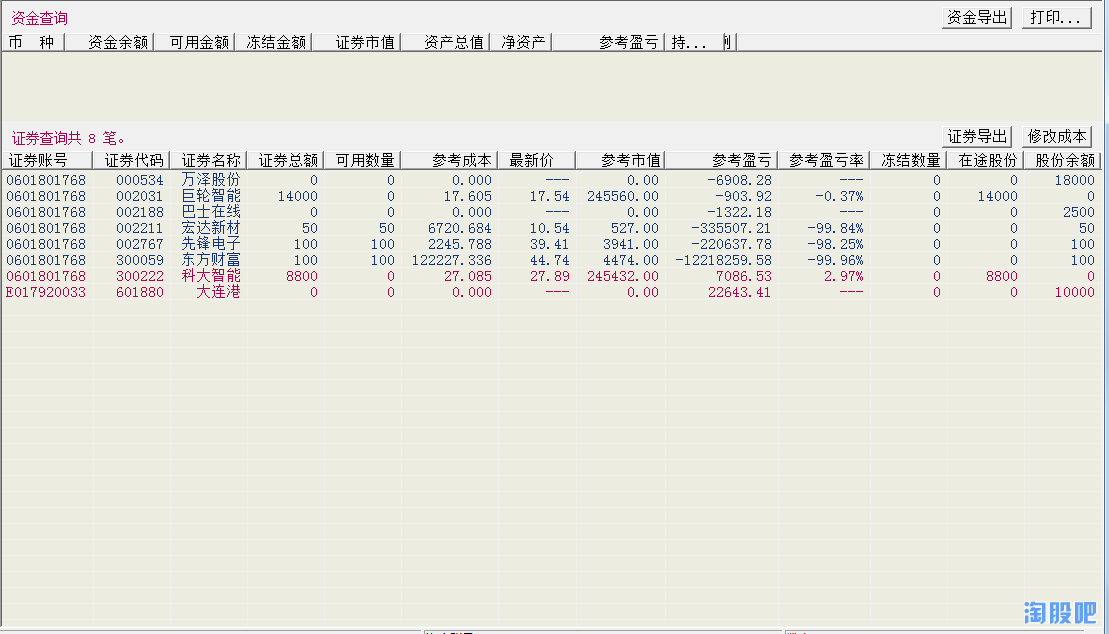 资金查询 资金导出 打印...
币 种 资金余额 可用金额 冻结金额 证券市值 资产总值 净资产 参考盈亏 持...
证券查询共 8 笔。 证券导出 修改成本
证券账号 证券代码 证券名称 证券总额 可用数量 参考成本 最新价 参考市值 参考盈亏 参考盈亏率 冻结数量 在途股份 股份余额
0601801768 000534 万泽股份 0 0 0.000 --- 0.00 -6908.28 --- 0 0 18000
0601801768 002031 巨轮智能 14000 0 17.605 17.54 245560.00 -903.92 -0.37% 0 14000 0
0601801768 002188 巴士在线 0 0 0.000 --- 0.00 -1322.18 --- 0 0 2500
0601801768 002211 宏达新材 50 50 6720.684 10.54 527.00 -335507.21 -99.84% 0 0 50
0601801768 002767 先锋电子 100 100 2245.788 39.41 3941.00 -220637.78 -98.25% 0 0 100
0601801768 300059 东方财富 100 100 122227.336 44.74 4474.00 -12218259.58 -99.96% 0 0 100
0601801768 300222 科大智能 8800 0 27.085 27.89 245432.00 7086.53 2.97% 0 8800 0
E017920033 601880 大连港 0 0 0.000 --- 0.00 22643.41 --- 0 0 10000
淘股吧